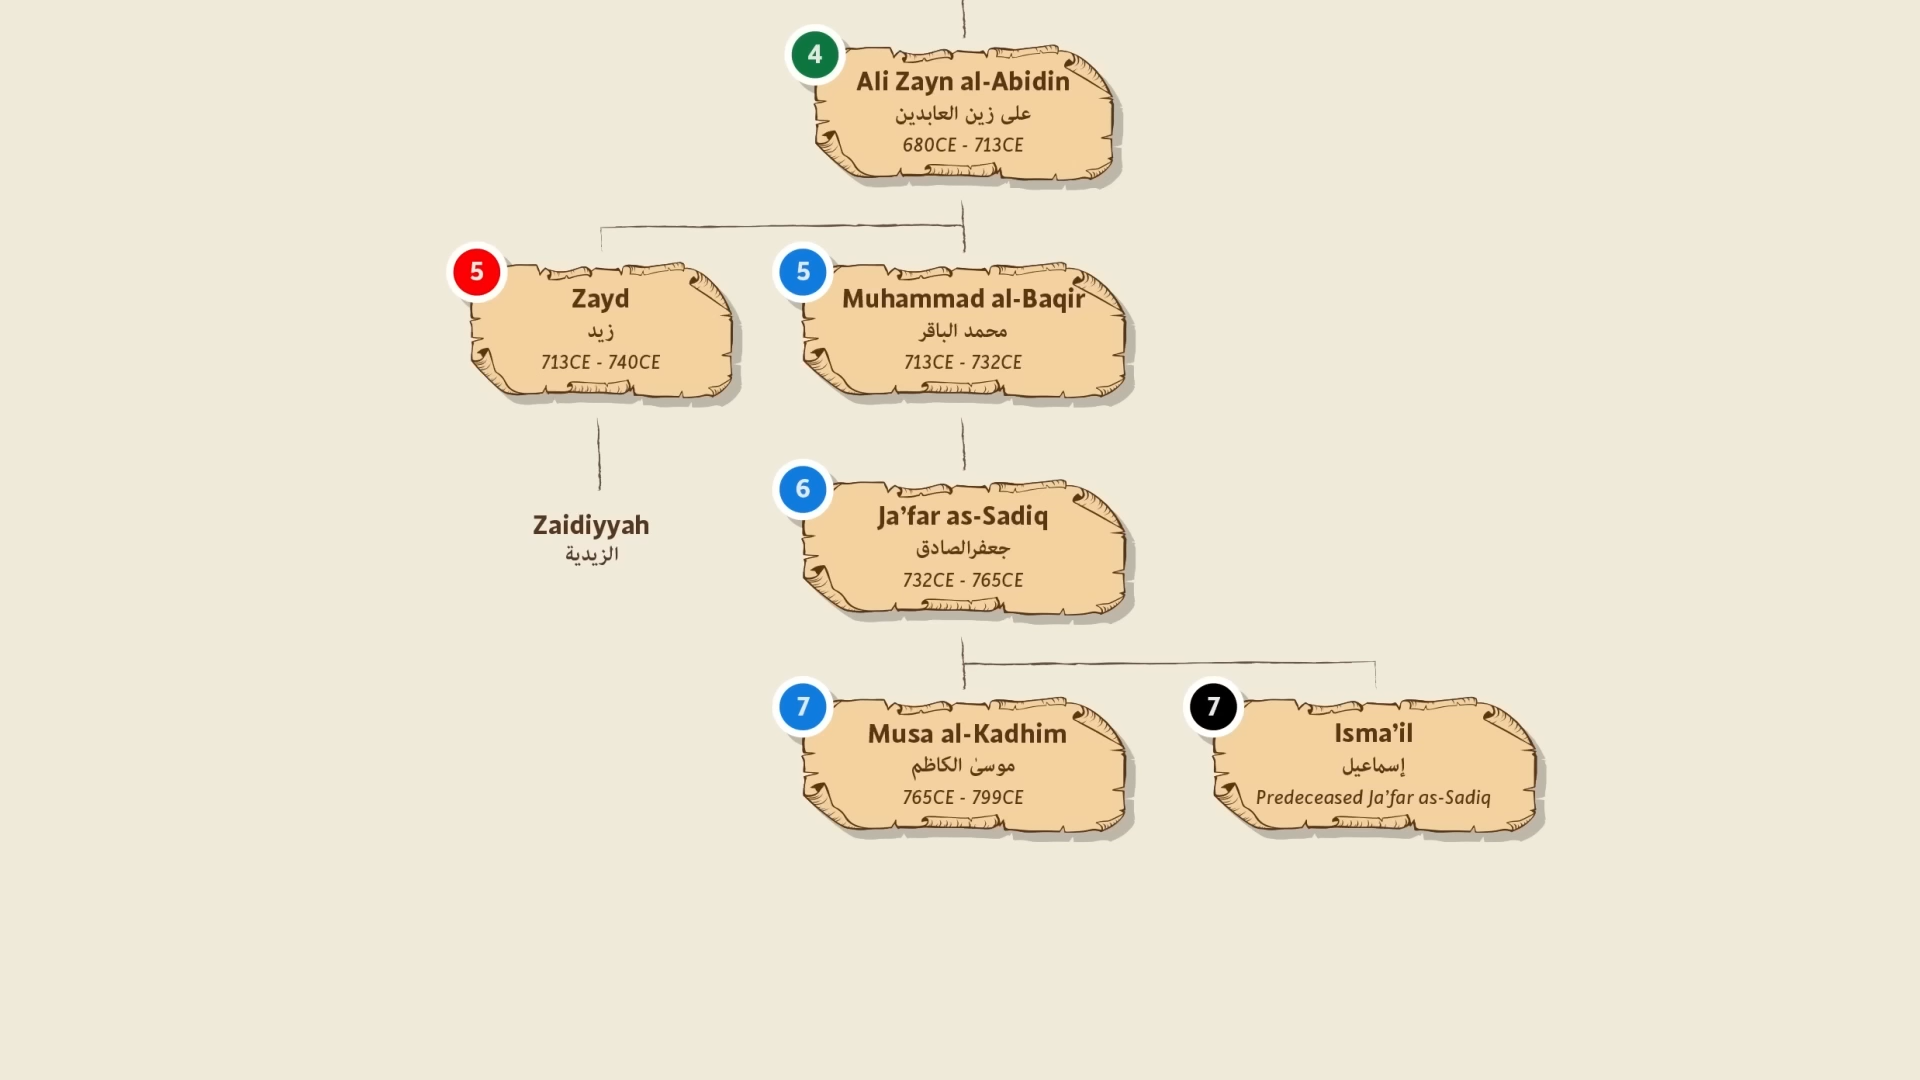 4
Ali Zayn al-Abidin
على زين العابدين
680CE - 713CE
5
Zayd
زيد
713CE - 740CE
5
Muhammad al-Baqir
محمد الباقر
713CE - 732CE
Zaidiyyah
الزيدية
6
Ja’far as-Sadiq
جعفرالصادق
732CE - 765CE
7
Musa al-Kadhim
موسىٰ الكاظم
765CE - 799CE
7
Isma’il
إسماعيل
Predeceased Ja’far as-Sadiq